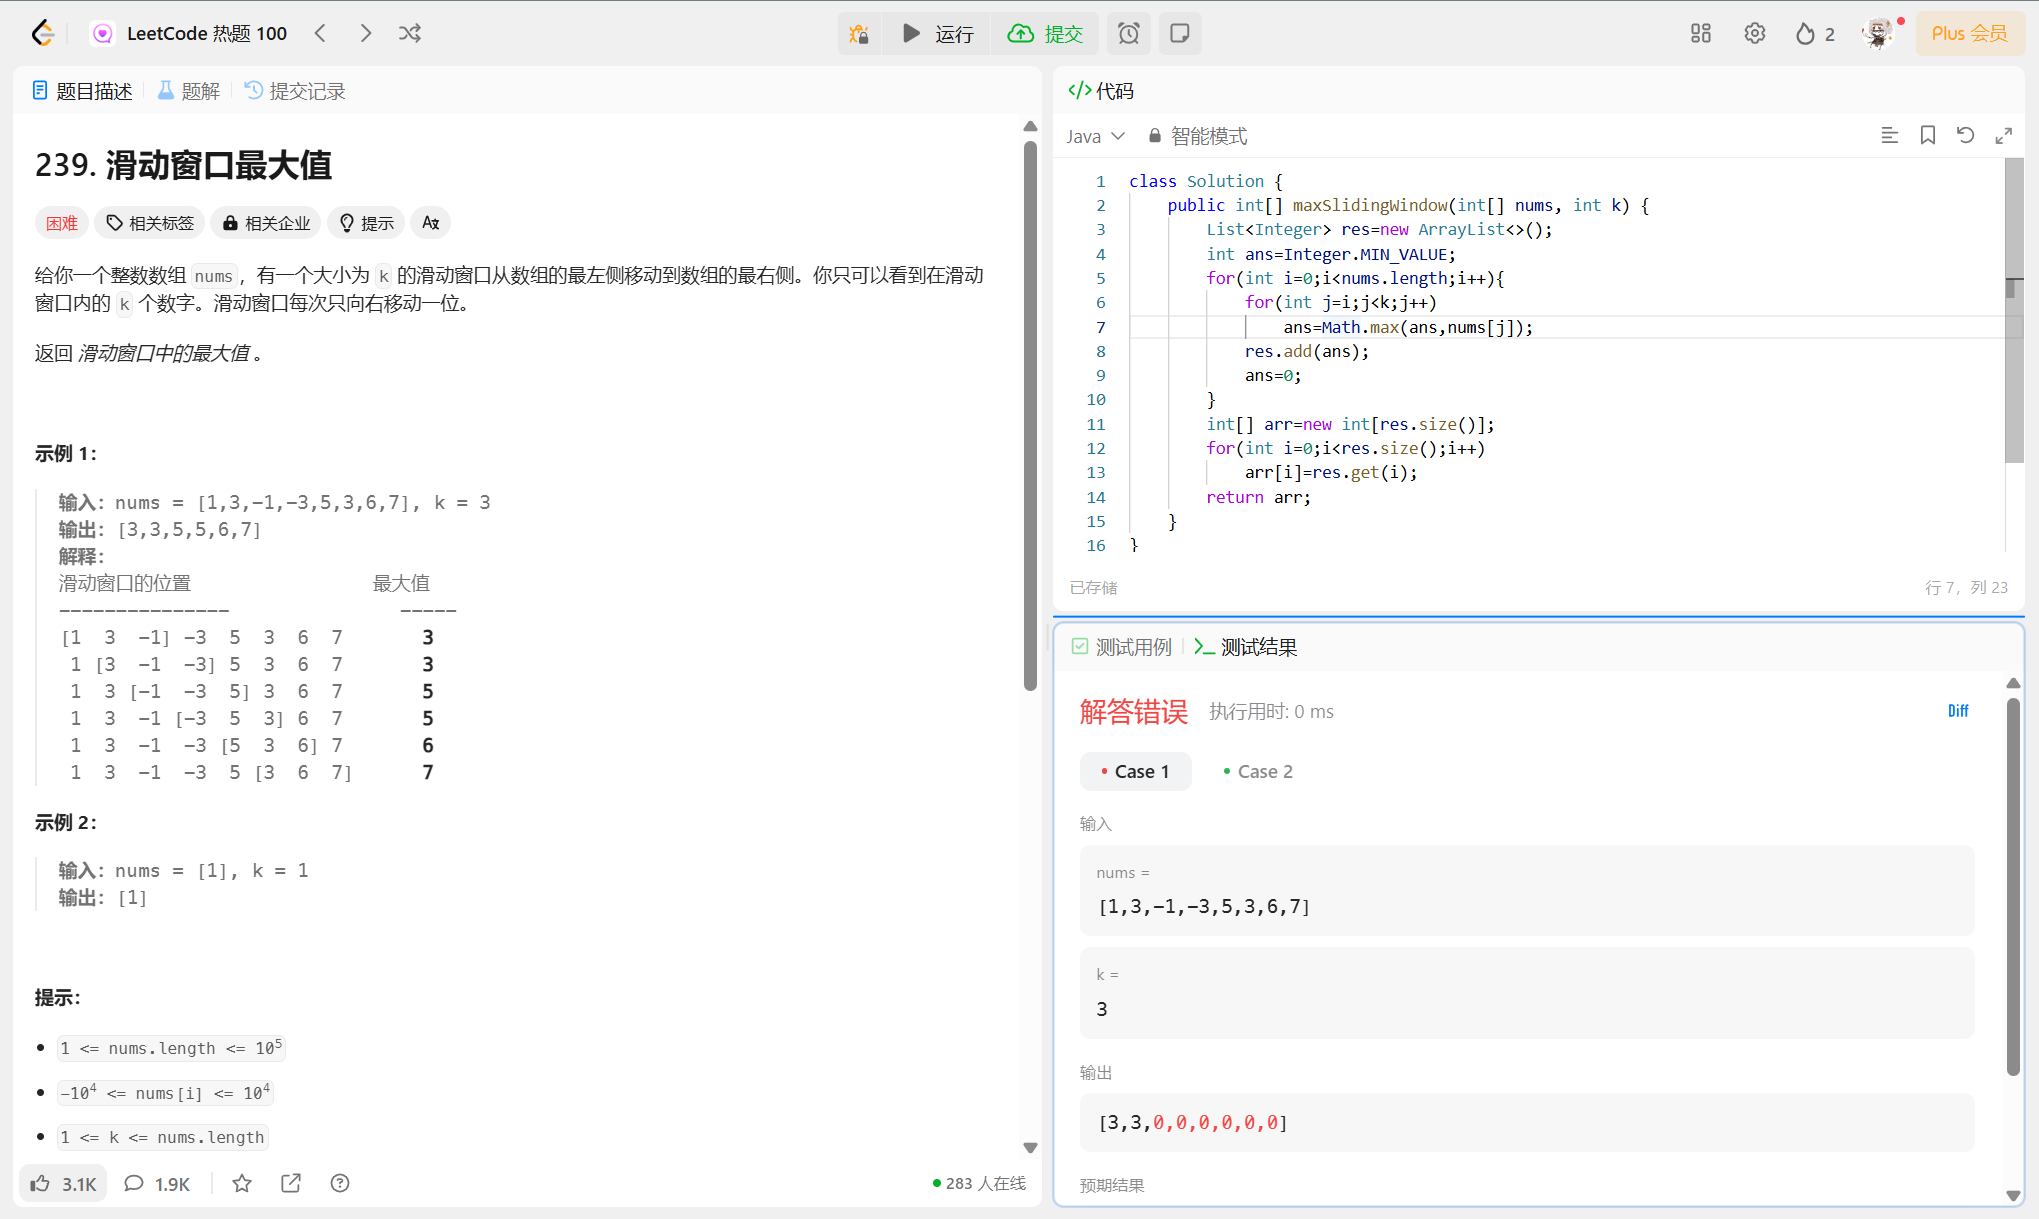 LeetCode 热题 100
运行
提交
2
Plus 会员
题目描述
题解
提交记录
239. 滑动窗口最大值
困难
相关标签
相关企业
提示
给你一个整数数组 nums，有一个大小为 k 的滑动窗口从数组的最左侧移动到数组的最右侧。你只可以看到在滑动
窗口内的 k 个数字。滑动窗口每次只向右移动一位。
返回 滑动窗口中的最大值 。
示例 1：
输入：nums = [1,3,-1,-3,5,3,6,7], k = 3
输出：[3,3,5,5,6,7]
解释：
滑动窗口的位置                最大值
---------------               -----
[1  3  -1] -3  5  3  6  7       3
 1 [3  -1  -3] 5  3  6  7       3
 1  3 [-1  -3  5] 3  6  7       5
 1  3  -1 [-3  5  3] 6  7       5
 1  3  -1  -3 [5  3  6] 7       6
 1  3  -1  -3  5 [3  6  7]      7
示例 2：
输入：nums = [1], k = 1
输出：[1]
提示：
1 <= nums.length <= 10⁵
-10⁴ <= nums[i] <= 10⁴
1 <= k <= nums.length
3.1K
1.9K
283 人在线
</> 代码
Java
智能模式
1 class Solution {
2     public int[] maxSlidingWindow(int[] nums, int k) {
3         List<Integer> res=new ArrayList<>();
4         int ans=Integer.MIN_VALUE;
5         for(int i=0;i<nums.length;i++){
6             for(int j=i;j<k;j++)
7                 ans=Math.max(ans,nums[j]);
8             res.add(ans);
9             ans=0;
10         }
11         int[] arr=new int[res.size()];
12         for(int i=0;i<res.size();i++)
13             arr[i]=res.get(i);
14         return arr;
15     }
16 }
已存储
行 7，列 23
测试用例
测试结果
解答错误
执行用时: 0 ms
Diff
Case 1
Case 2
输入
nums =
[1,3,-1,-3,5,3,6,7]
k =
3
输出
[3,3,0,0,0,0,0,0]
预期结果